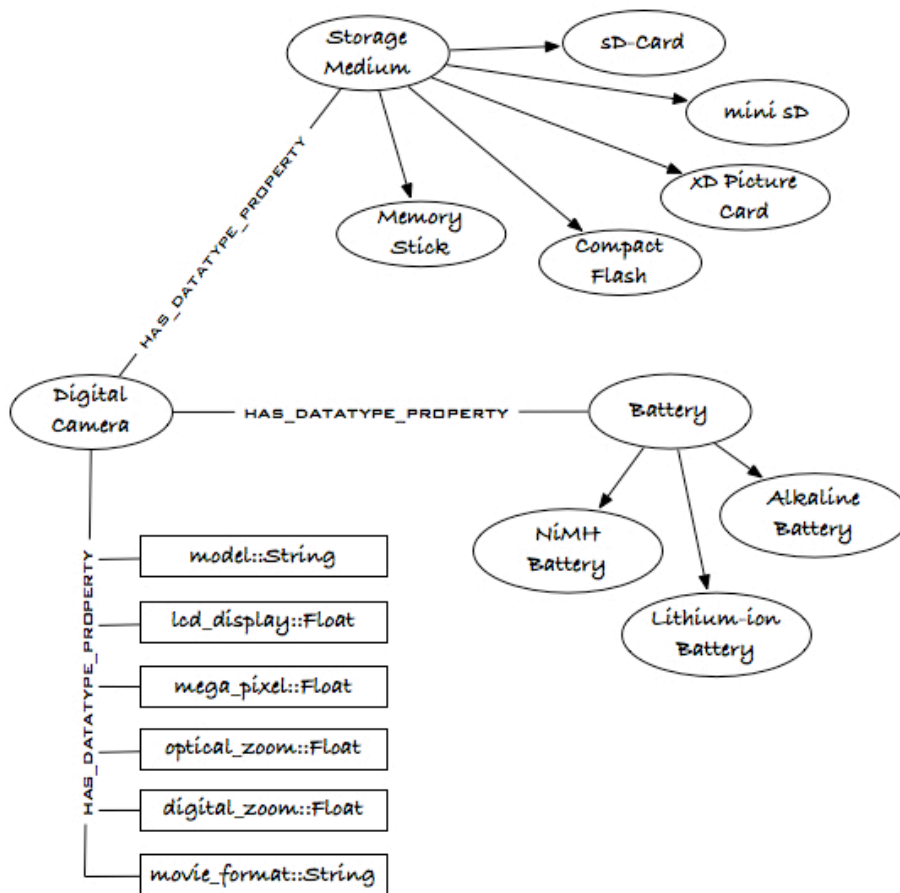 Storage
Medium
sD-Card
mini sD
xD Picture
Card
Memory
Stick
Compact
Flash
HAS_DATATYPE_PROPERTY
Digital
Camera
HAS_DATATYPE_PROPERTY
Battery
Alkaline
Battery
NiMH
Battery
Lithium-ion
Battery
HAS_DATATYPE_PROPERTY
model::String
lcd_display::Float
mega_pixel::Float
optical_zoom::Float
digital_zoom::Float
movie_format::String